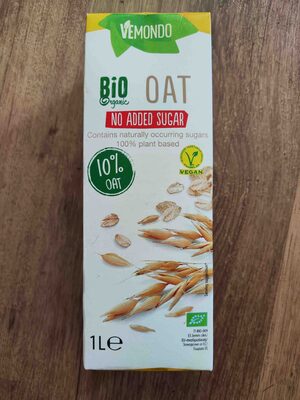 VEMONDO
BiO
Organic
OAT
NO ADDED SUGAR
Contains naturally occurring sugars
100% plant based
10%
OAT
VEGAN
1L℮